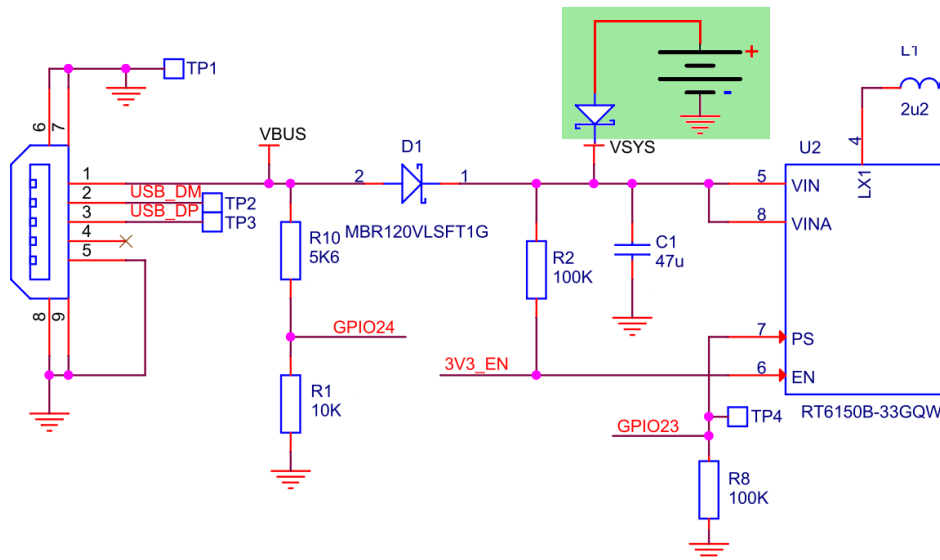 TP1
6
7
VBUS
D1
+
-
VSYS
L1
2u2
4
LX1
U2
1
2
3
4
5
USB_DM
USB_DP
TP2
TP3
2
1
MBR120VLSFT1G
R10
5K6
R2
100K
C1
47u
5
VIN
8
VINA
GPIO24
3V3_EN
7
PS
6
EN
8
9
R1
10K
GPIO23
TP4
RT6150B-33GQW
R8
100K